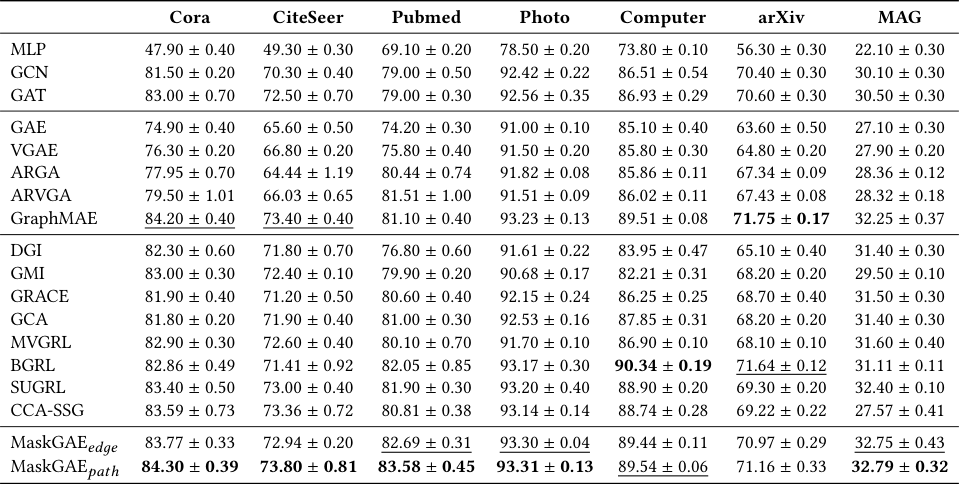 Cora CiteSeer Pubmed Photo Computer arXiv MAG
MLP 47.90 ± 0.40 49.30 ± 0.30 69.10 ± 0.20 78.50 ± 0.20 73.80 ± 0.10 56.30 ± 0.30 22.10 ± 0.30
GCN 81.50 ± 0.20 70.30 ± 0.40 79.00 ± 0.50 92.42 ± 0.22 86.51 ± 0.54 70.40 ± 0.30 30.10 ± 0.30
GAT 83.00 ± 0.70 72.50 ± 0.70 79.00 ± 0.30 92.56 ± 0.35 86.93 ± 0.29 70.60 ± 0.30 30.50 ± 0.30
GAE 74.90 ± 0.40 65.60 ± 0.50 74.20 ± 0.30 91.00 ± 0.10 85.10 ± 0.40 63.60 ± 0.50 27.10 ± 0.30
VGAE 76.30 ± 0.20 66.80 ± 0.20 75.80 ± 0.40 91.50 ± 0.20 85.80 ± 0.30 64.80 ± 0.20 27.90 ± 0.20
ARGA 77.95 ± 0.70 64.44 ± 1.19 80.44 ± 0.74 91.82 ± 0.08 85.86 ± 0.11 67.34 ± 0.09 28.36 ± 0.12
ARVGA 79.50 ± 1.01 66.03 ± 0.65 81.51 ± 1.00 91.51 ± 0.09 86.02 ± 0.11 67.43 ± 0.08 28.32 ± 0.18
GraphMAE 84.20 ± 0.40 73.40 ± 0.40 81.10 ± 0.40 93.23 ± 0.13 89.51 ± 0.08 71.75 ± 0.17 32.25 ± 0.37
DGI 82.30 ± 0.60 71.80 ± 0.70 76.80 ± 0.60 91.61 ± 0.22 83.95 ± 0.47 65.10 ± 0.40 31.40 ± 0.30
GMI 83.00 ± 0.30 72.40 ± 0.10 79.90 ± 0.20 90.68 ± 0.17 82.21 ± 0.31 68.20 ± 0.20 29.50 ± 0.10
GRACE 81.90 ± 0.40 71.20 ± 0.50 80.60 ± 0.40 92.15 ± 0.24 86.25 ± 0.25 68.70 ± 0.40 31.50 ± 0.30
GCA 81.80 ± 0.20 71.90 ± 0.40 81.00 ± 0.30 92.53 ± 0.16 87.85 ± 0.31 68.20 ± 0.20 31.40 ± 0.30
MVGRL 82.90 ± 0.30 72.60 ± 0.40 80.10 ± 0.70 91.70 ± 0.10 86.90 ± 0.10 68.10 ± 0.10 31.60 ± 0.40
BGRL 82.86 ± 0.49 71.41 ± 0.92 82.05 ± 0.85 93.17 ± 0.30 90.34 ± 0.19 71.64 ± 0.12 31.11 ± 0.11
SUGRL 83.40 ± 0.50 73.00 ± 0.40 81.90 ± 0.30 93.20 ± 0.40 88.90 ± 0.20 69.30 ± 0.20 32.40 ± 0.10
CCA-SSG 83.59 ± 0.73 73.36 ± 0.72 80.81 ± 0.38 93.14 ± 0.14 88.74 ± 0.28 69.22 ± 0.22 27.57 ± 0.41
MaskGAEedge 83.77 ± 0.33 72.94 ± 0.20 82.69 ± 0.31 93.30 ± 0.04 89.44 ± 0.11 70.97 ± 0.29 32.75 ± 0.43
MaskGAEpath 84.30 ± 0.39 73.80 ± 0.81 83.58 ± 0.45 93.31 ± 0.13 89.54 ± 0.06 71.16 ± 0.33 32.79 ± 0.32